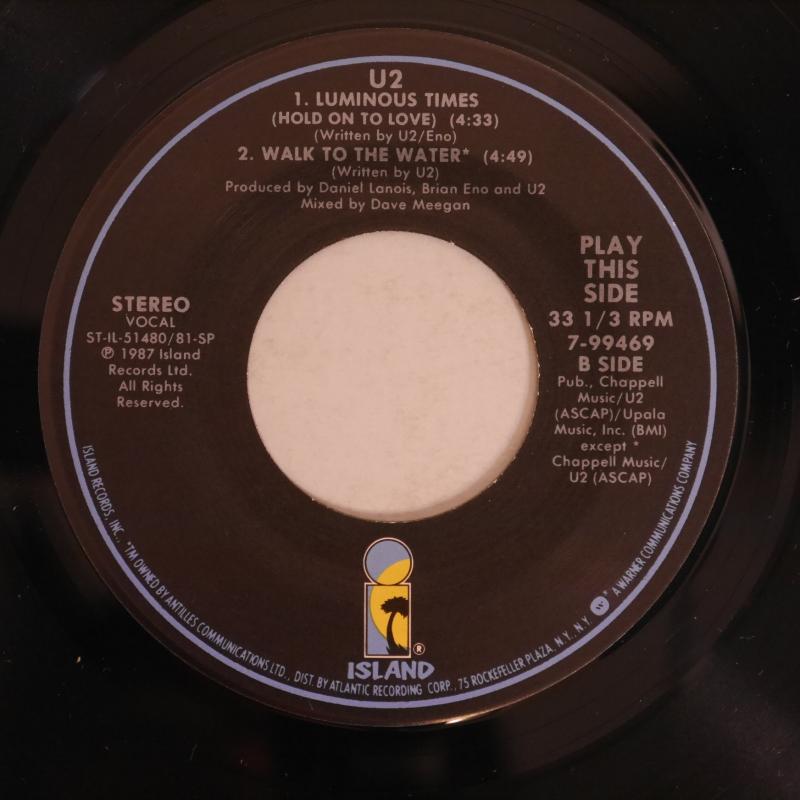 U2
1. LUMINOUS TIMES
(HOLD ON TO LOVE) (4:33)
(Written by U2/Eno)
2. WALK TO THE WATER* (4:49)
(Written by U2)
Produced by Daniel Lanois, Brian Eno and U2
Mixed by Dave Meegan
STEREO
VOCAL
ST-IL-51480/81-SP
℗ 1987 Island
Records Ltd.
All Rights
Reserved.
PLAY
THIS
SIDE
33 1/3 RPM
7-99469
B SIDE
Pub., Chappell
Music/U2
(ASCAP)/Upala
Music, Inc. (BMI)
except *
Chappell Music/
U2 (ASCAP)
®
ISLAND
ISLAND RECORDS, INC., *TM OWNED BY ANTILLES COMMUNICATIONS LTD., DIST. BY ATLANTIC RECORDING CORP., 75 ROCKEFELLER PLAZA, N.Y., N.Y. W * A WARNER COMMUNICATIONS COMPANY